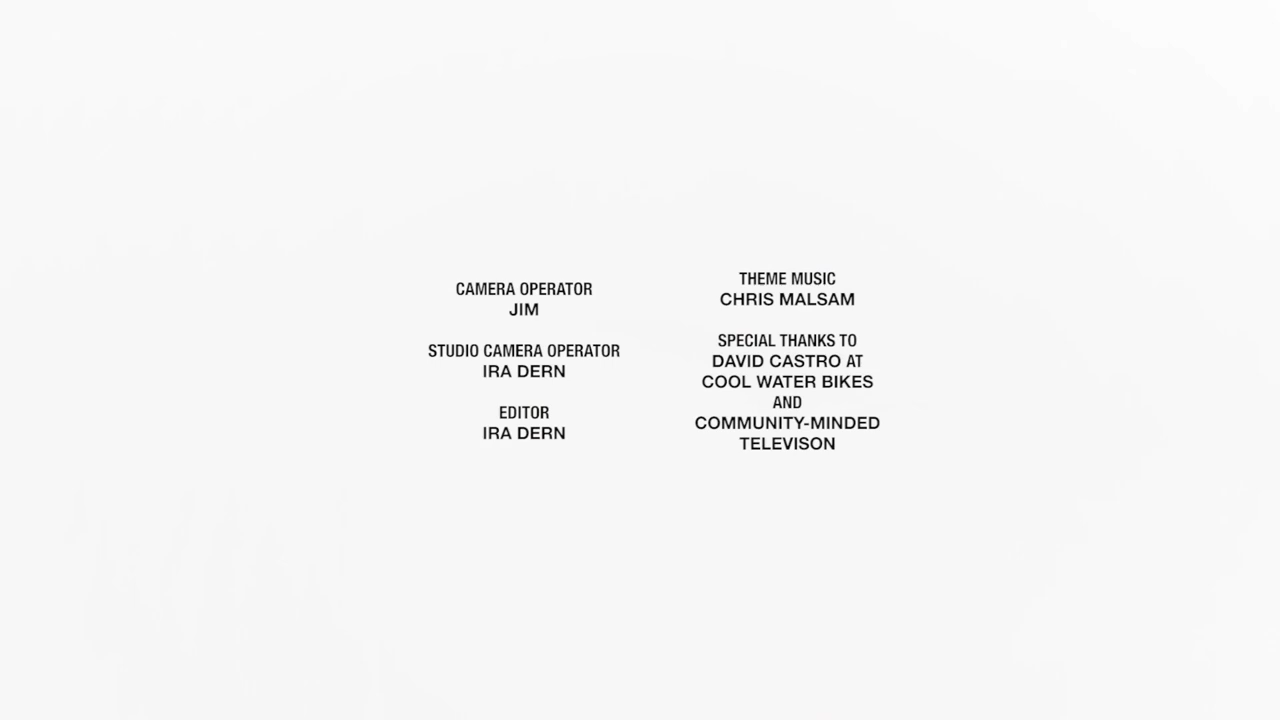 CAMERA OPERATOR
JIM
STUDIO CAMERA OPERATOR
IRA DERN
EDITOR
IRA DERN
THEME MUSIC
CHRIS MALSAM
SPECIAL THANKS TO
DAVID CASTRO AT
COOL WATER BIKES
AND
COMMUNITY-MINDED
TELEVISON